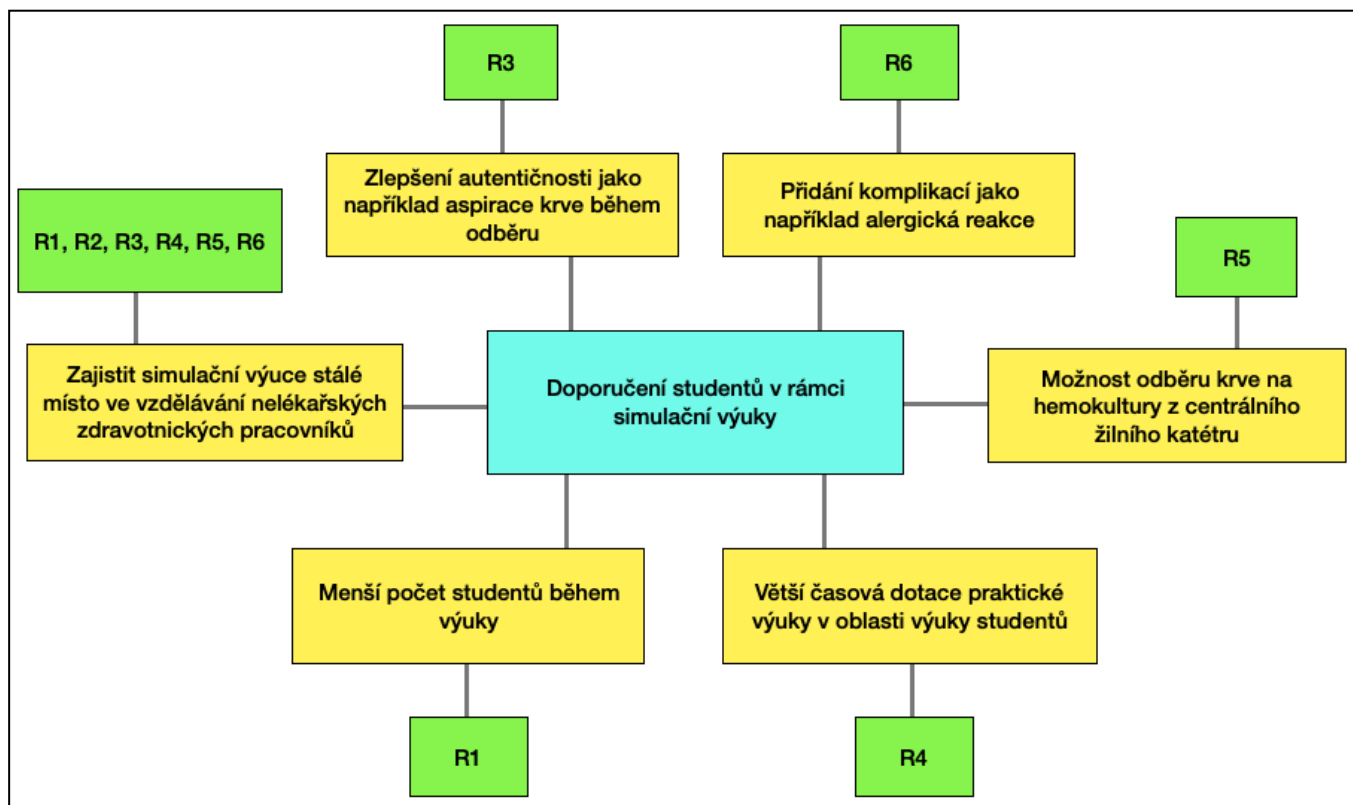 R3
R6
Zlepšení autentičnosti jako
například aspirace krve během
odběru
Přidání komplikací jako
například alergická reakce
R1, R2, R3, R4, R5, R6
R5
Zajistit simulační výuce stálé
místo ve vzdělávání nelékařských
zdravotnických pracovníků
Doporučení studentů v rámci
simulační výuky
Možnost odběru krve na
hemokultury z centrálního
žilního katétru
Menší počet studentů během
výuky
Větší časová dotace praktické
výuky v oblasti výuky studentů
R1
R4